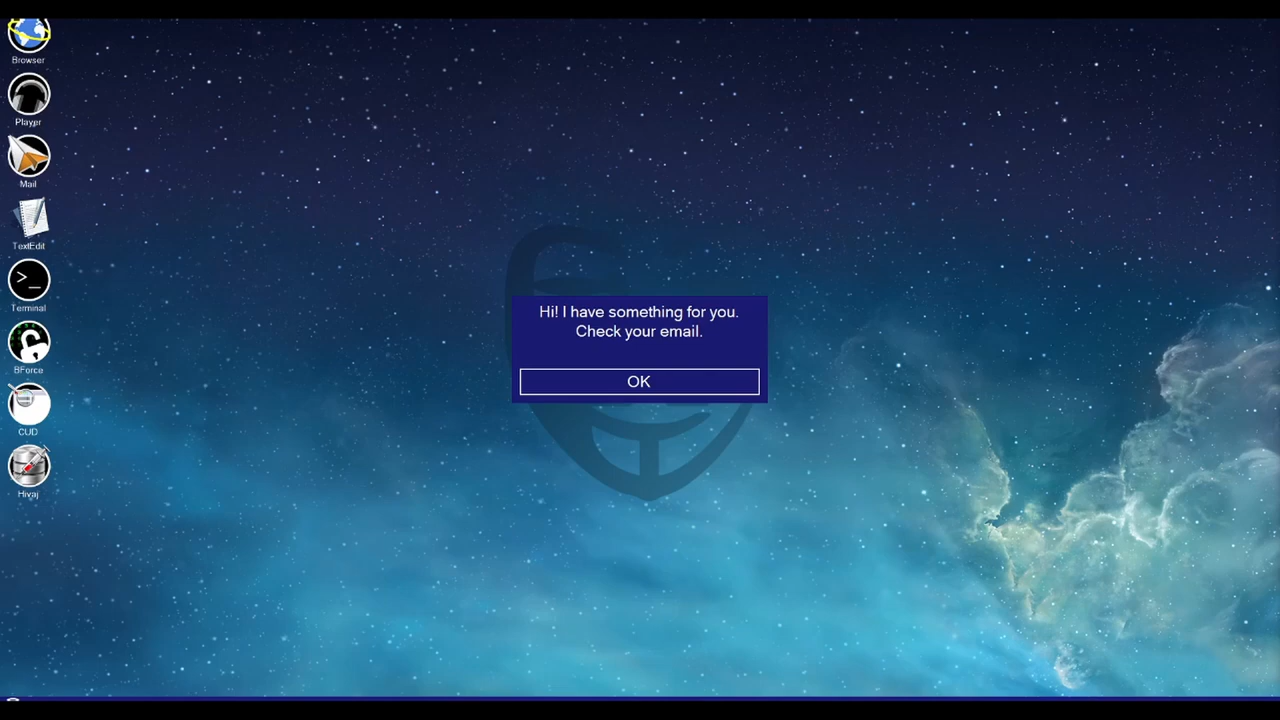 Browser
Player
Mail
TextEdit
Terminal
BForce
CUD
Hivaj
Hi! I have something for you.
Check your email.
OK